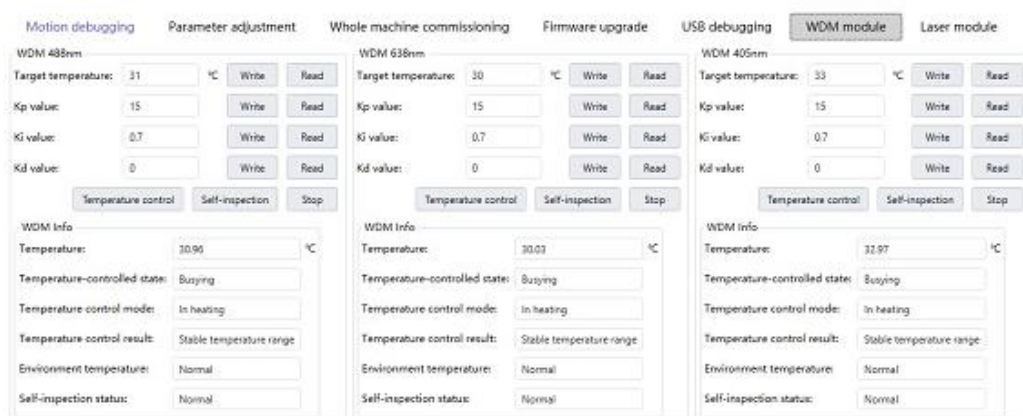 Motion debugging Parameter adjustment Whole machine commissioning Firmware upgrade USB debugging WDM module Laser module
WDM 488nm
Target temperature: 31 ℃ Write Read
Kp value: 15 Write Read
Ki value: 0.7 Write Read
Kd value: 0 Write Read
Temperature control Self-inspection Stop
WDM Info
Temperature: 30.96 ℃
Temperature-controlled state: Busying
Temperature control mode: In heating
Temperature control result: Stable temperature range
Environment temperature: Normal
Self-inspection status: Normal
WDM 638nm
Target temperature: 30 ℃ Write Read
Kp value: 15 Write Read
Ki value: 0.7 Write Read
Kd value: 0 Write Read
Temperature control Self-inspection Stop
WDM Info
Temperature: 30.03 ℃
Temperature-controlled state: Busying
Temperature control mode: In heating
Temperature control result: Stable temperature range
Environment temperature: Normal
Self-inspection status: Normal
WDM 405nm
Target temperature: 33 ℃ Write Read
Kp value: 15 Write Read
Ki value: 0.7 Write Read
Kd value: 0 Write Read
Temperature control Self-inspection Stop
WDM Info
Temperature: 32.97 ℃
Temperature-controlled state: Busying
Temperature control mode: In heating
Temperature control result: Stable temperature range
Environment temperature: Normal
Self-inspection status: Normal